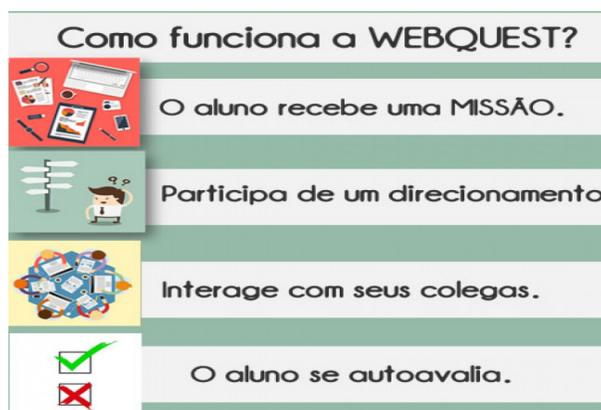 Como funciona a WEBQUEST?
O aluno recebe uma MISSÃO.
Participa de um direcionamento
Interage com seus colegas.
O aluno se autoavalia.